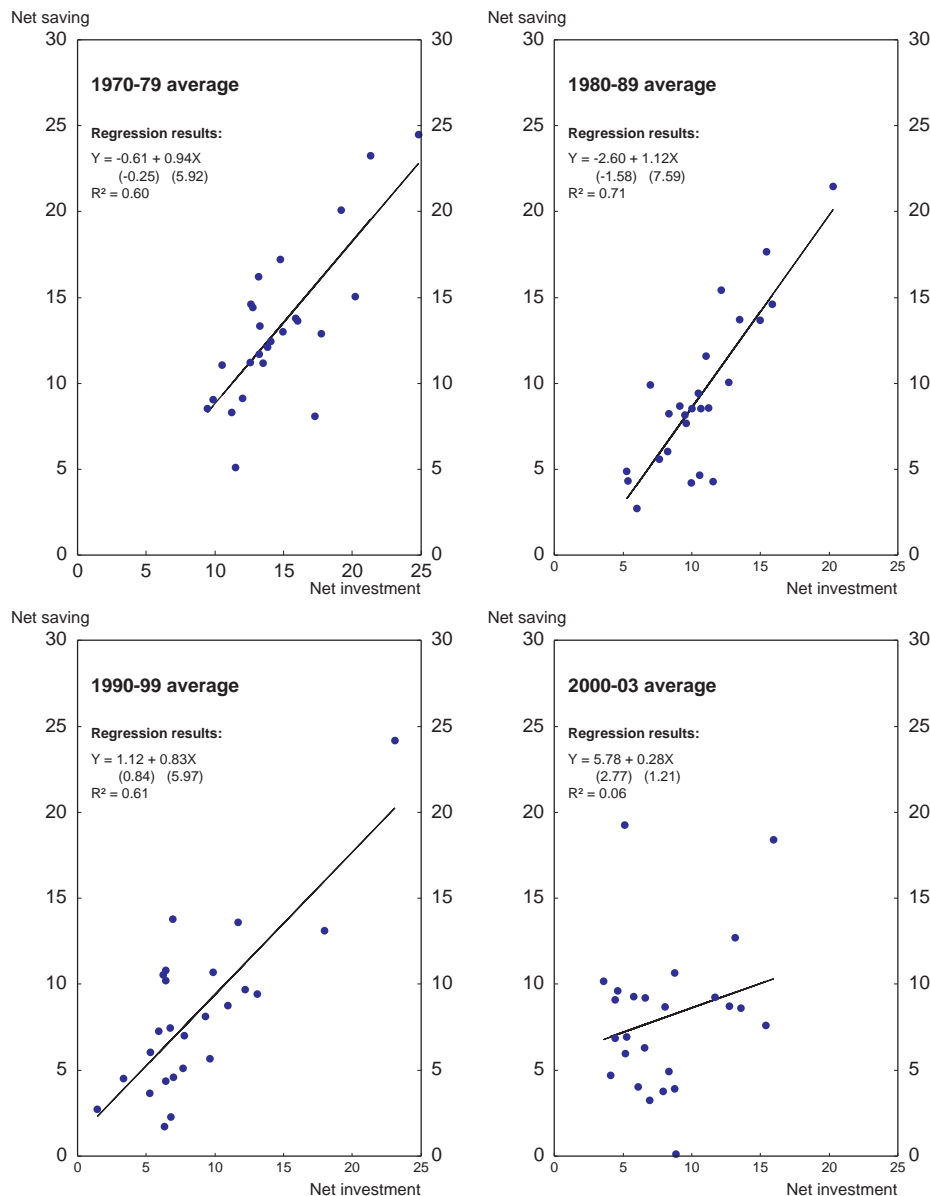 Net saving
30 30
1970-79 average
25 25
Regression results:
Y = -0.61 + 0.94X
(-0.25) (5.92)
R² = 0.60
20 20
15 15
10 10
5 5
0 0
0 5 10 15 20 25
Net investment
Net saving
30 30
1980-89 average
25 25
Regression results:
Y = -2.60 + 1.12X
(-1.58) (7.59)
R² = 0.71
20 20
15 15
10 10
5 5
0 0
0 5 10 15 20 25
Net investment
Net saving
30 30
1990-99 average
25 25
Regression results:
Y = 1.12 + 0.83X
(0.84) (5.97)
R² = 0.61
20 20
15 15
10 10
5 5
0 0
0 5 10 15 20 25
Net investment
Net saving
30 30
2000-03 average
25 25
Regression results:
Y = 5.78 + 0.28X
(2.77) (1.21)
R² = 0.06
20 20
15 15
10 10
5 5
0 0
0 5 10 15 20 25
Net investment